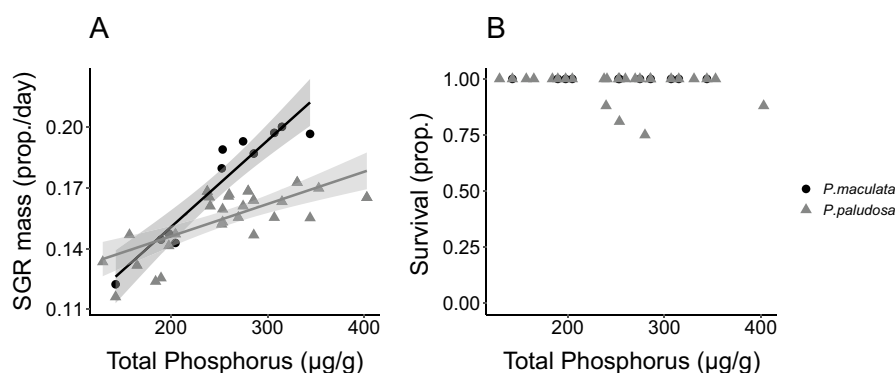 A
SGR mass (prop./day)
0.20
0.17
0.14
0.11
200
300
400
Total Phosphorus (µg/g)
B
Survival (prop.)
1.00
0.75
0.50
0.25
0.00
200
300
400
Total Phosphorus (µg/g)
P.maculata
P.paludosa